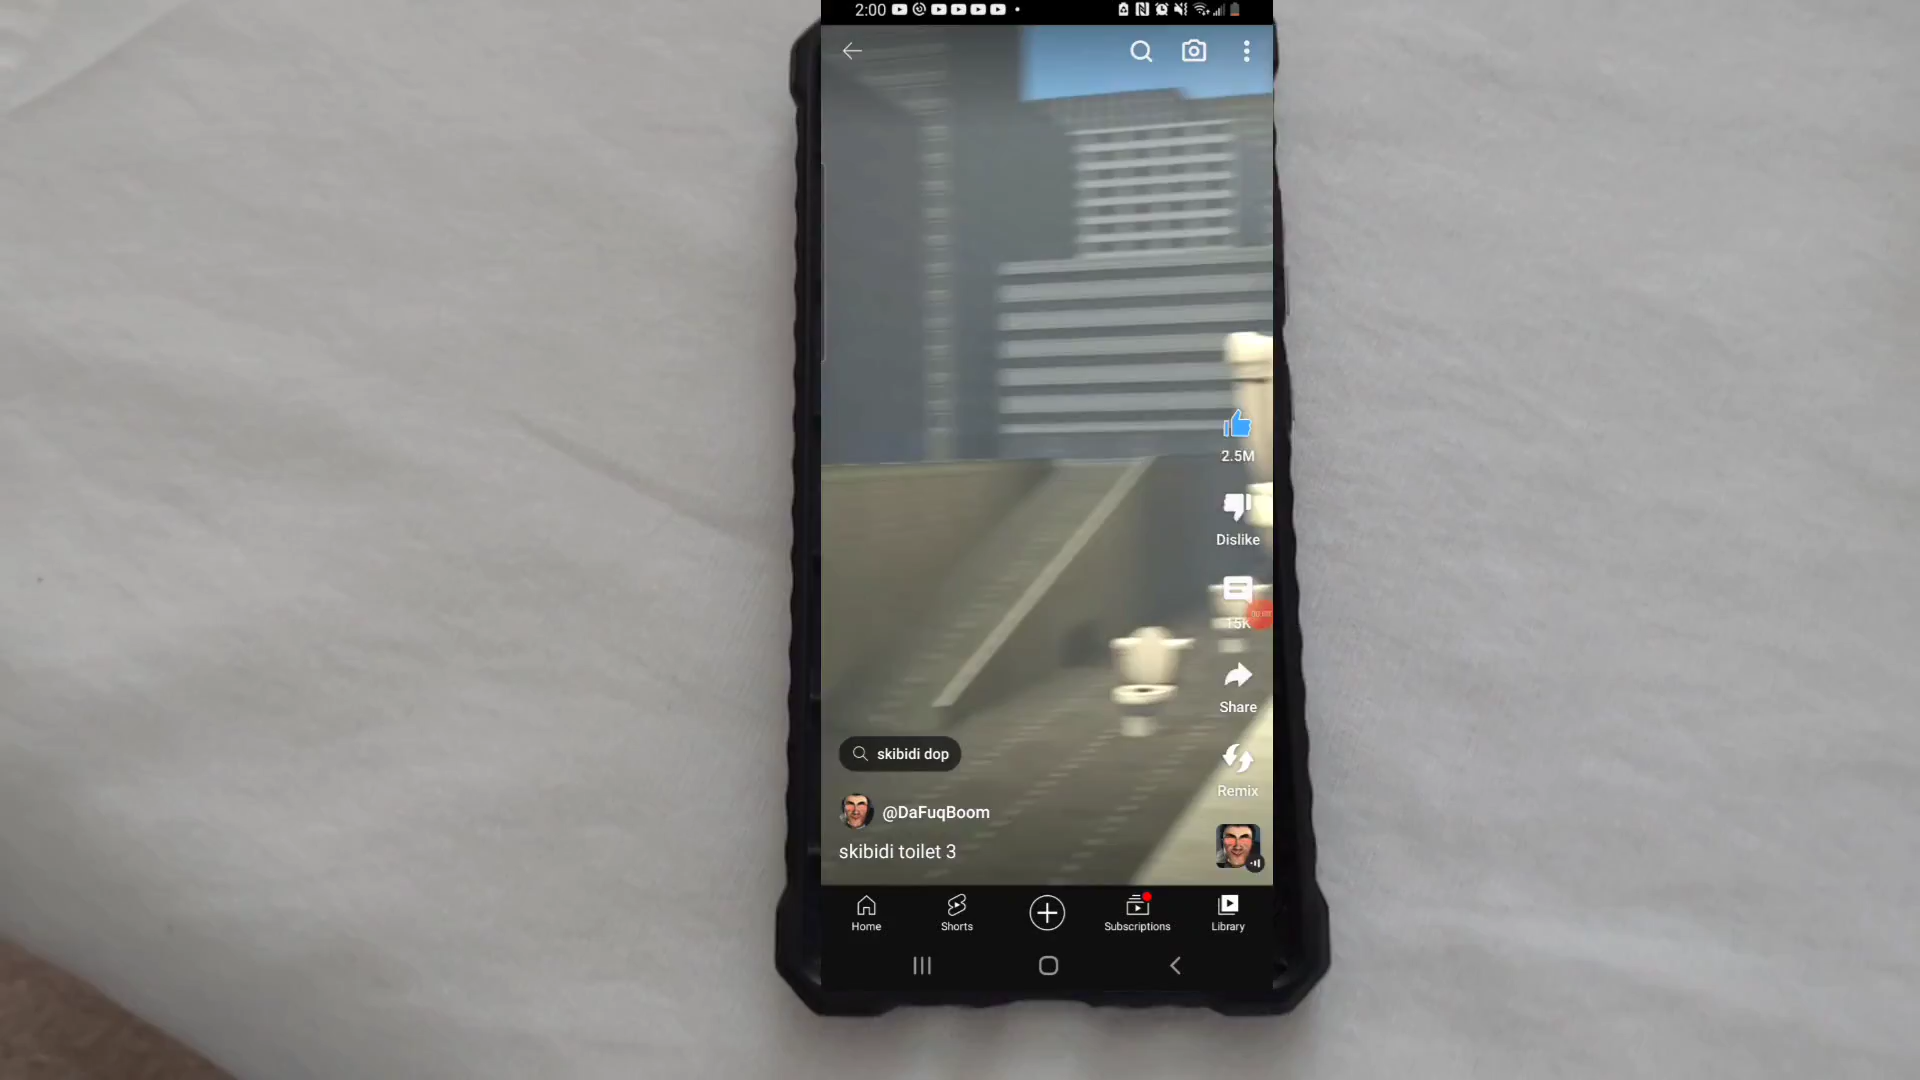 2:00
2.5M
Dislike
15K
Share
skibidi dop
Remix
@DaFuqBoom
skibidi toilet 3
Home
Shorts
Subscriptions
Library